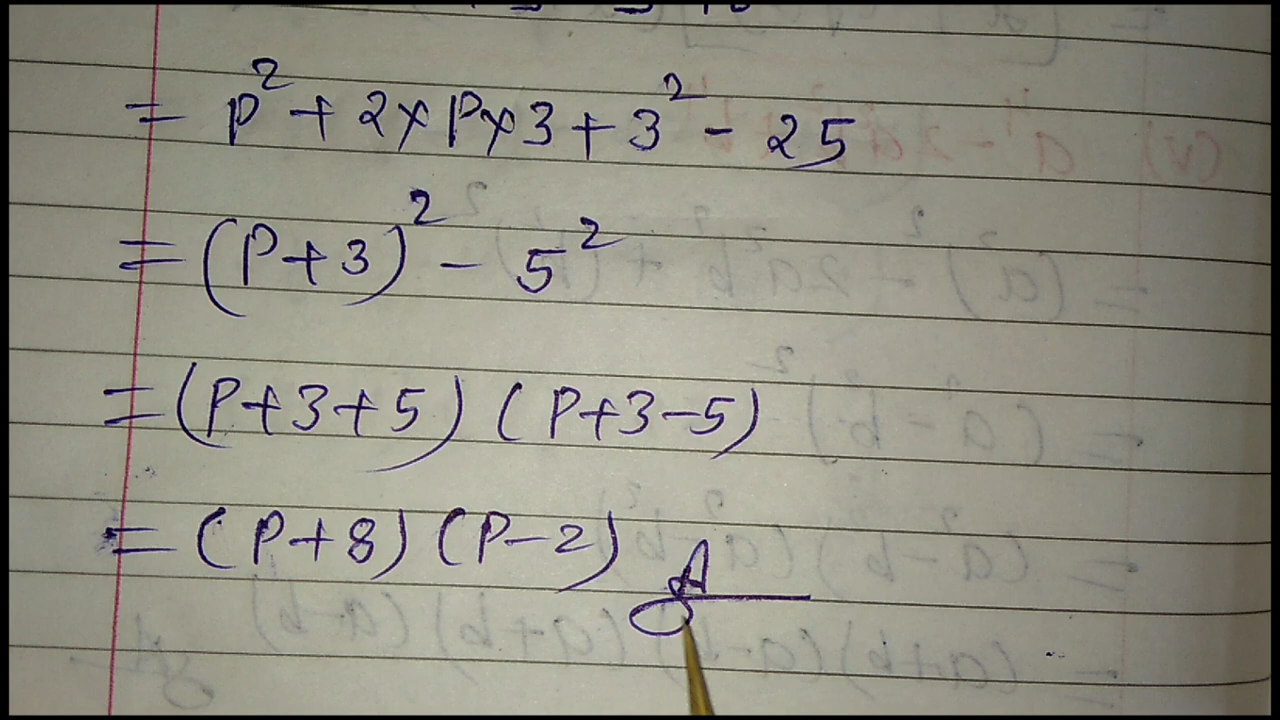 = p² + 2×p×3 + 3² - 25
= (p+3)² - 5²
= (p+3+5) (p+3-5)
= (p+8) (p-2) A